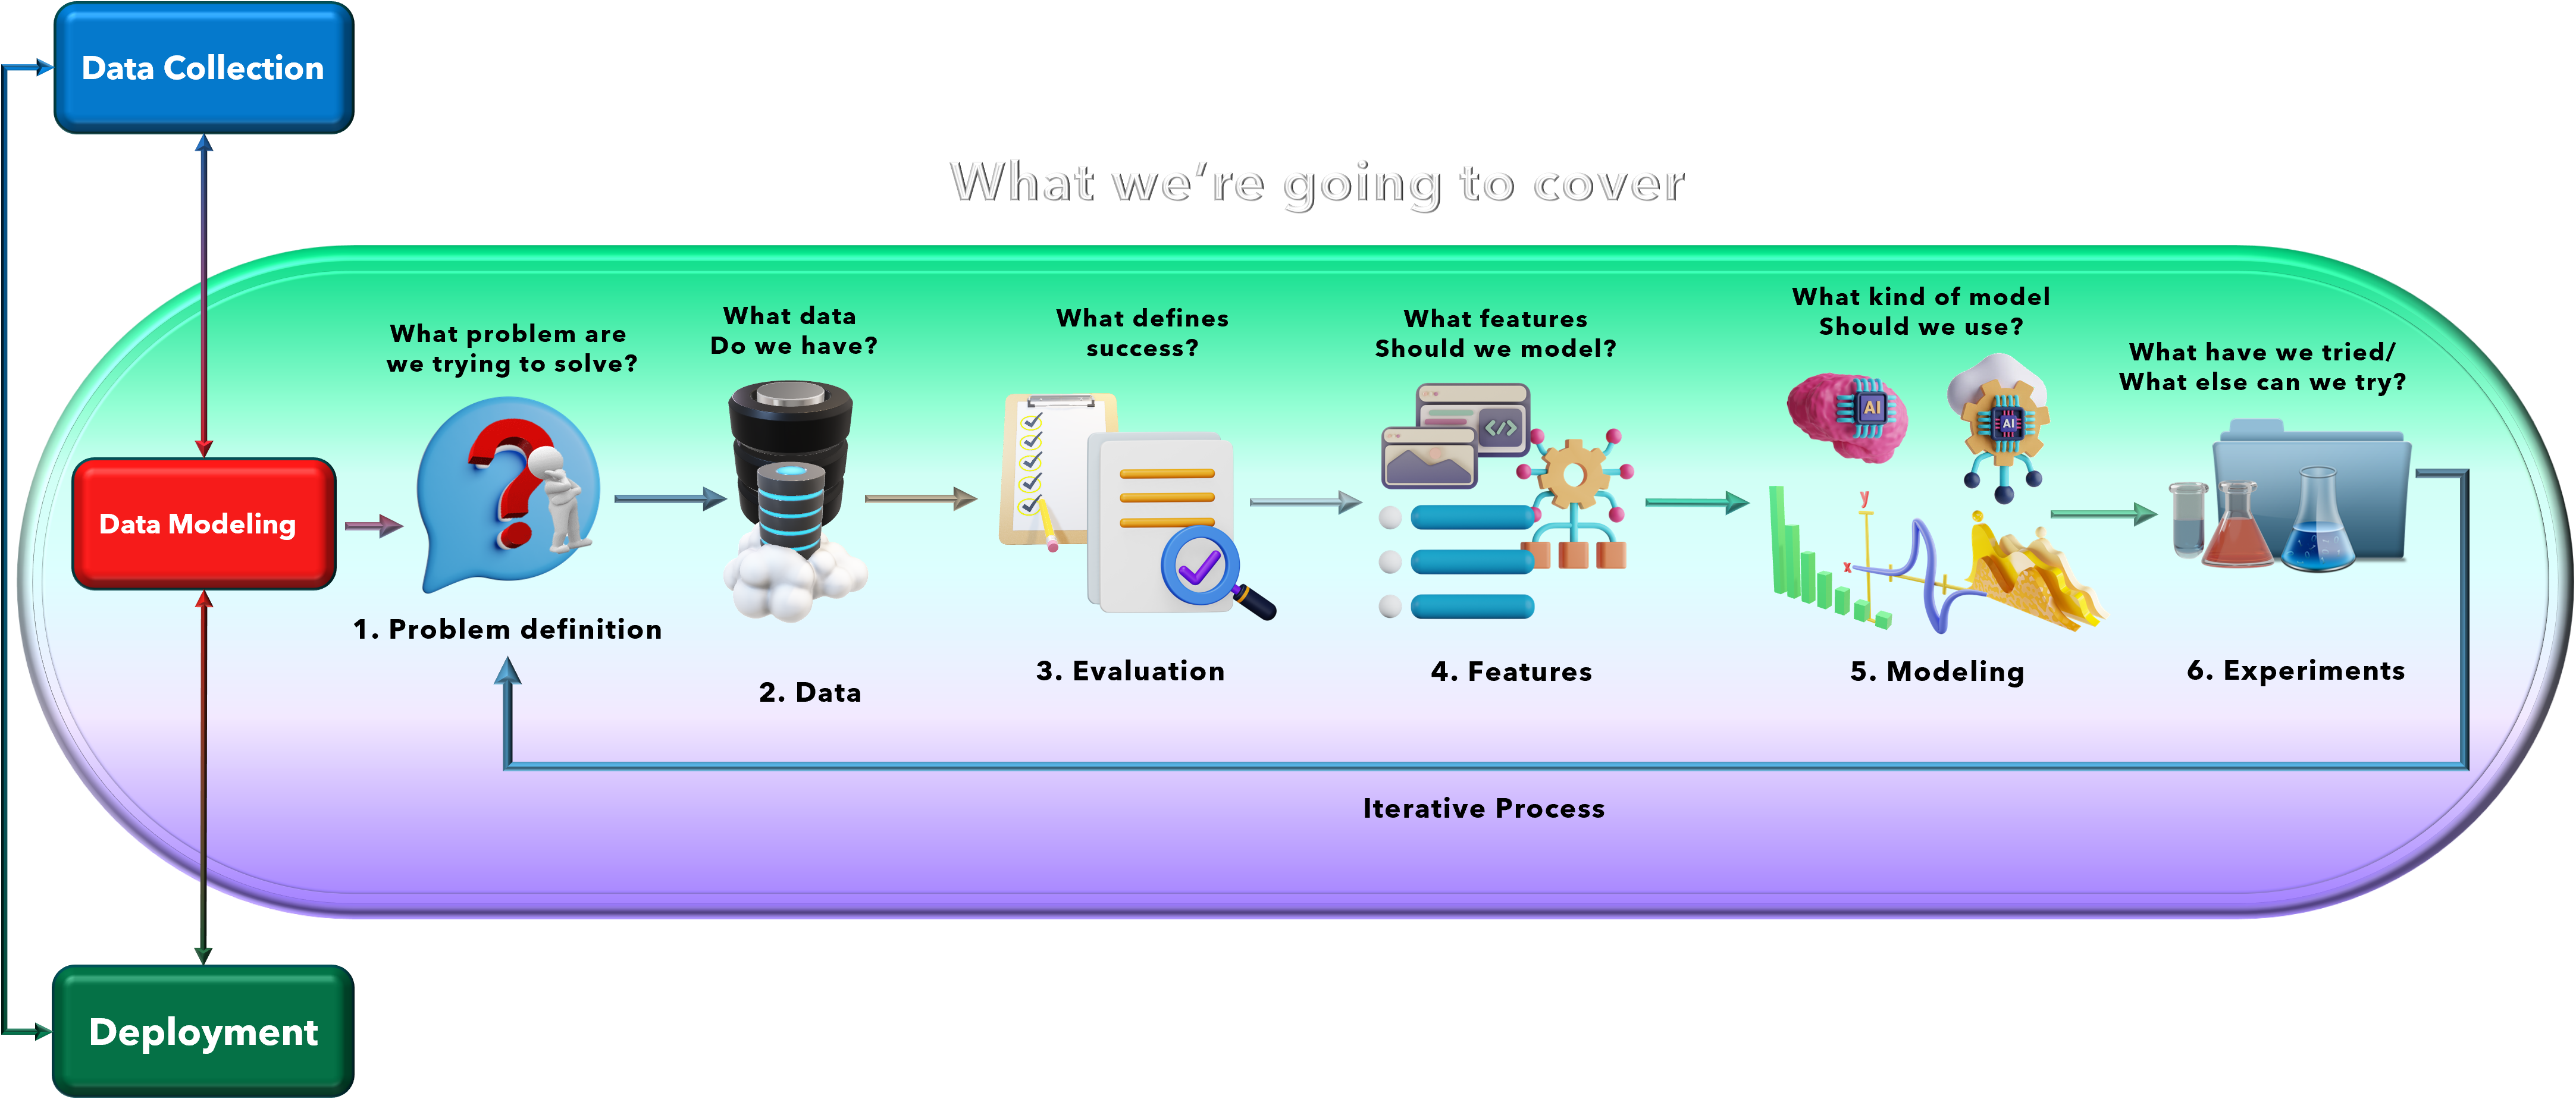 Data Collection
What we're going to cover
What problem are
we trying to solve?
What data
Do we have?
What defines
success?
What features
Should we model?
What kind of model
Should we use?
What have we tried/
What else can we try?
AI
AI
</>
y
x
Data Modeling
1. Problem definition
2. Data
3. Evaluation
4. Features
5. Modeling
6. Experiments
Iterative Process
Deployment